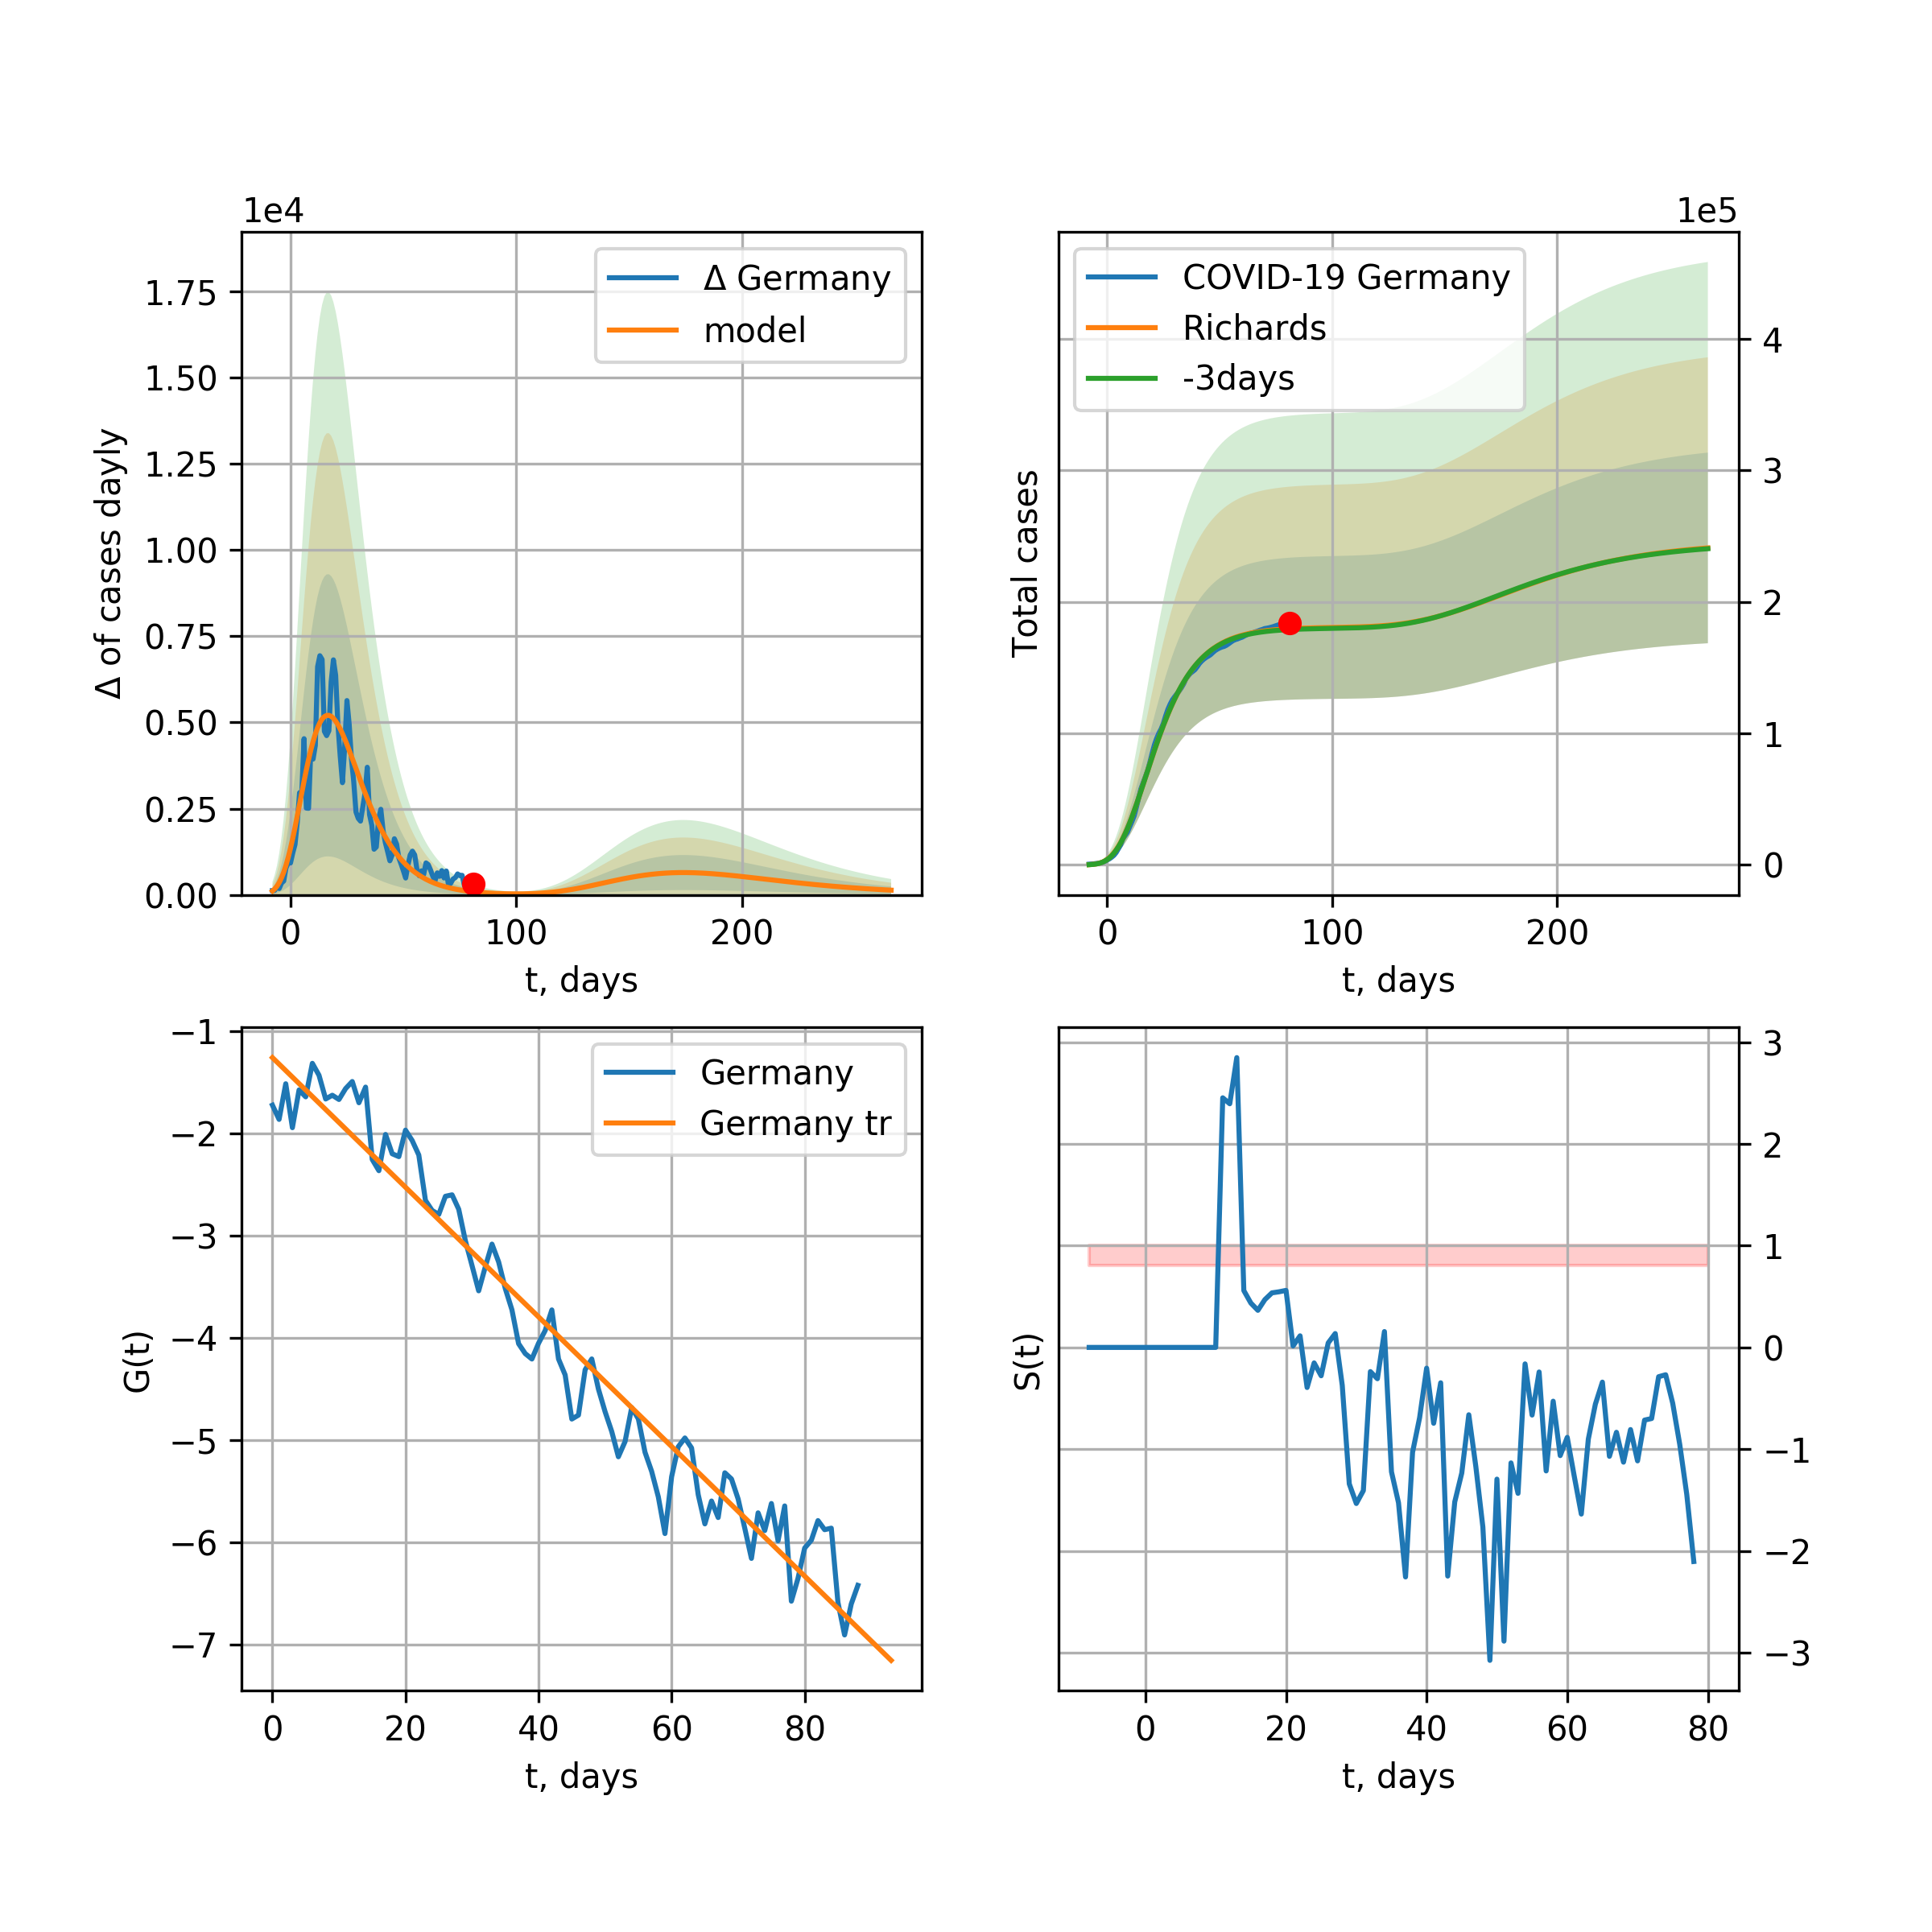 1e4
Δ Germany
model
Δ of cases dayly
1.75
1.50
1.25
1.00
0.75
0.50
0.25
0.00
0 100 200
t, days
1e5
COVID-19 Germany
Richards
-3days
Total cases
4
3
2
1
0
0 100 200
t, days
Germany
Germany tr
G(t)
−1
−2
−3
−4
−5
−6
−7
0 20 40 60 80
t, days
S(t)
3
2
1
0
−1
−2
−3
0 20 40 60 80
t, days